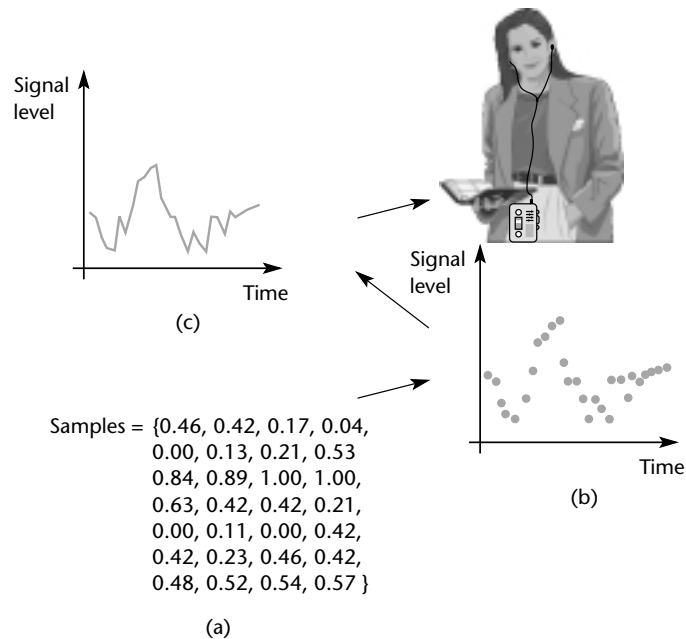 Signal
level
Time
(c)
Signal
level
Time
(b)
Samples = {0.46, 0.42, 0.17, 0.04,
0.00, 0.13, 0.21, 0.53
0.84, 0.89, 1.00, 1.00,
0.63, 0.42, 0.42, 0.21,
0.00, 0.11, 0.00, 0.42,
0.42, 0.23, 0.46, 0.42,
0.48, 0.52, 0.54, 0.57 }
(a)